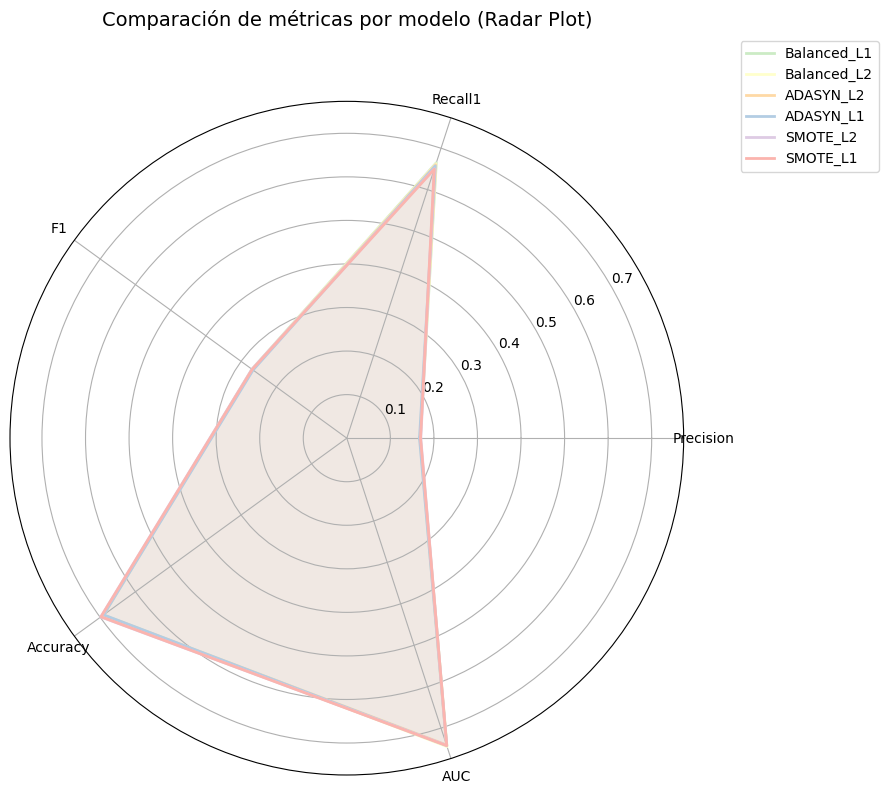 Comparación de métricas por modelo (Radar Plot)
Balanced_L1
Balanced_L2
ADASYN_L2
ADASYN_L1
SMOTE_L2
SMOTE_L1
Recall1
F1
0.7
0.6
0.5
0.4
0.3
0.2
0.1
Precision
Accuracy
AUC